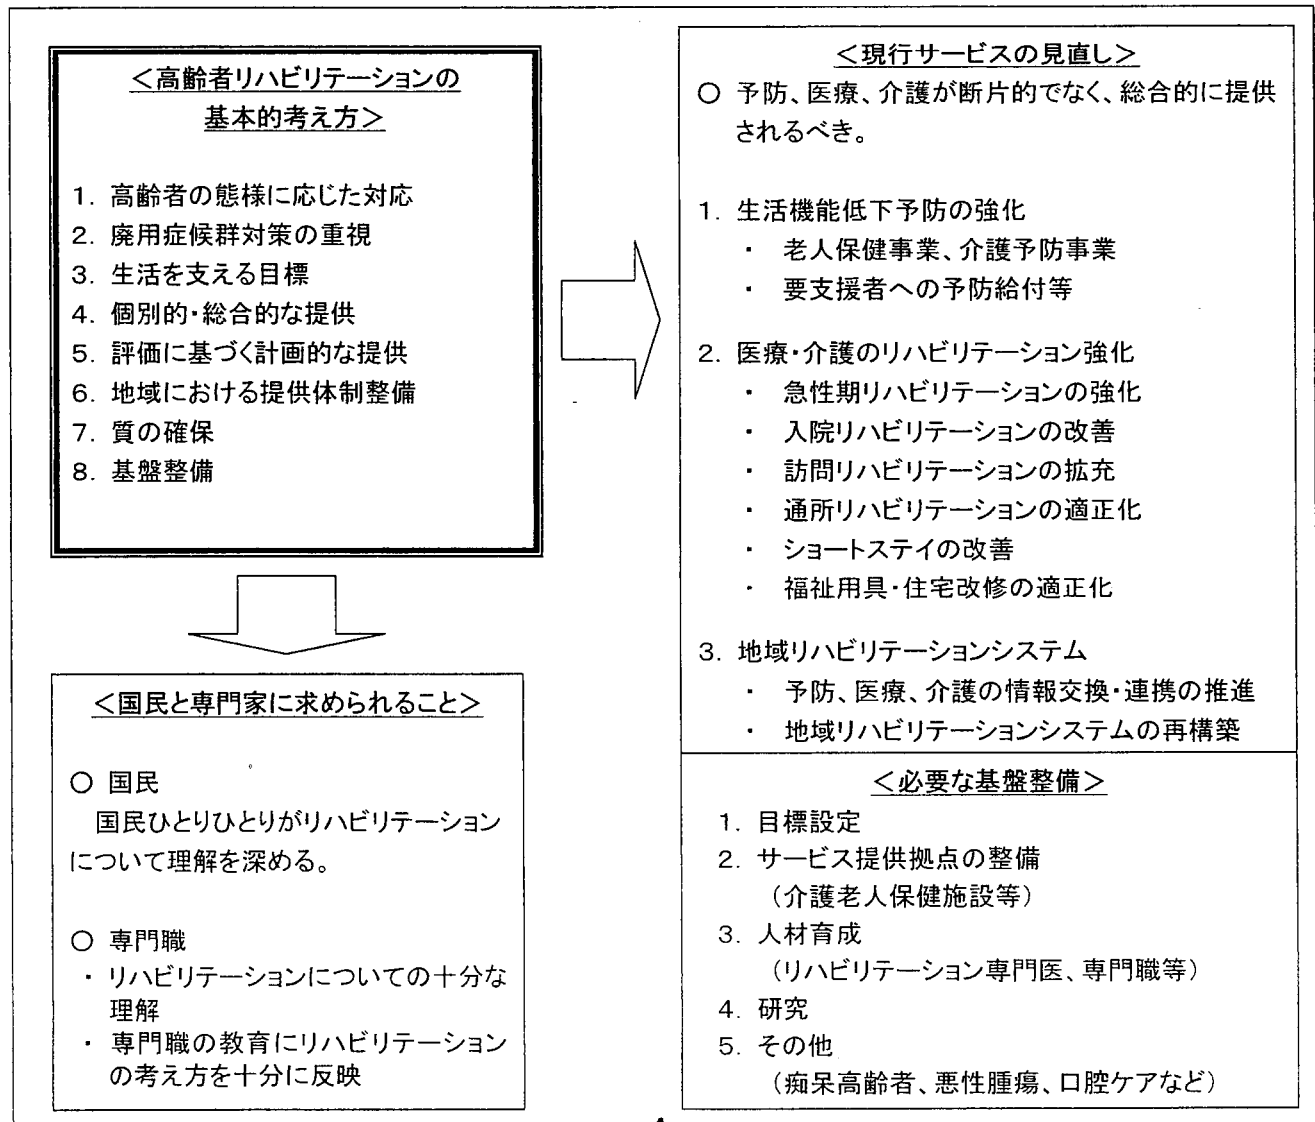 ＜高齢者リハビリテーションの
基本的考え方＞
1. 高齢者の態様に応じた対応
2. 廃用症候群対策の重視
3. 生活を支える目標
4. 個別的・総合的な提供
5. 評価に基づく計画的な提供
6. 地域における提供体制整備
7. 質の確保
8. 基盤整備
＜国民と専門家に求められること＞
○ 国民
国民ひとりひとりがリハビリテーション
について理解を深める。
○ 専門職
・ リハビリテーションについての十分な
理解
・ 専門職の教育にリハビリテーション
の考え方を十分に反映
＜現行サービスの見直し＞
○ 予防、医療、介護が断片的でなく、総合的に提供
されるべき。
1. 生活機能低下予防の強化
・ 老人保健事業、介護予防事業
・ 要支援者への予防給付等
2. 医療・介護のリハビリテーション強化
・ 急性期リハビリテーションの強化
・ 入院リハビリテーションの改善
・ 訪問リハビリテーションの拡充
・ 通所リハビリテーションの適正化
・ ショートステイの改善
・ 福祉用具・住宅改修の適正化
3. 地域リハビリテーションシステム
・ 予防、医療、介護の情報交換・連携の推進
・ 地域リハビリテーションシステムの再構築
＜必要な基盤整備＞
1. 目標設定
2. サービス提供拠点の整備
（介護老人保健施設等）
3. 人材育成
（リハビリテーション専門医、専門職等）
4. 研究
5. その他
（痴呆高齢者、悪性腫瘍、口腔ケアなど）